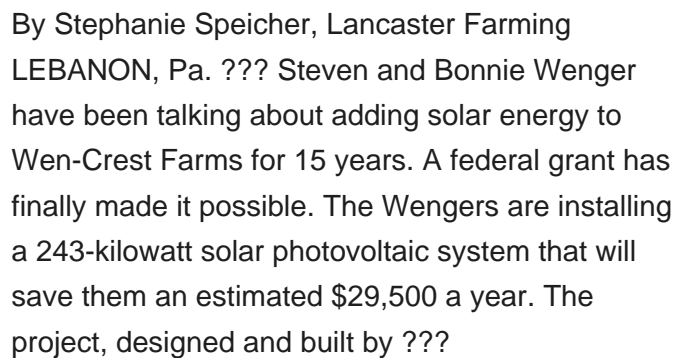 By Stephanie Speicher, Lancaster Farming
LEBANON, Pa. ??? Steven and Bonnie Wenger
have been talking about adding solar energy to
Wen-Crest Farms for 15 years. A federal grant has
finally made it possible. The Wengers are installing
a 243-kilowatt solar photovoltaic system that will
save them an estimated $29,500 a year. The
project, designed and built by ???